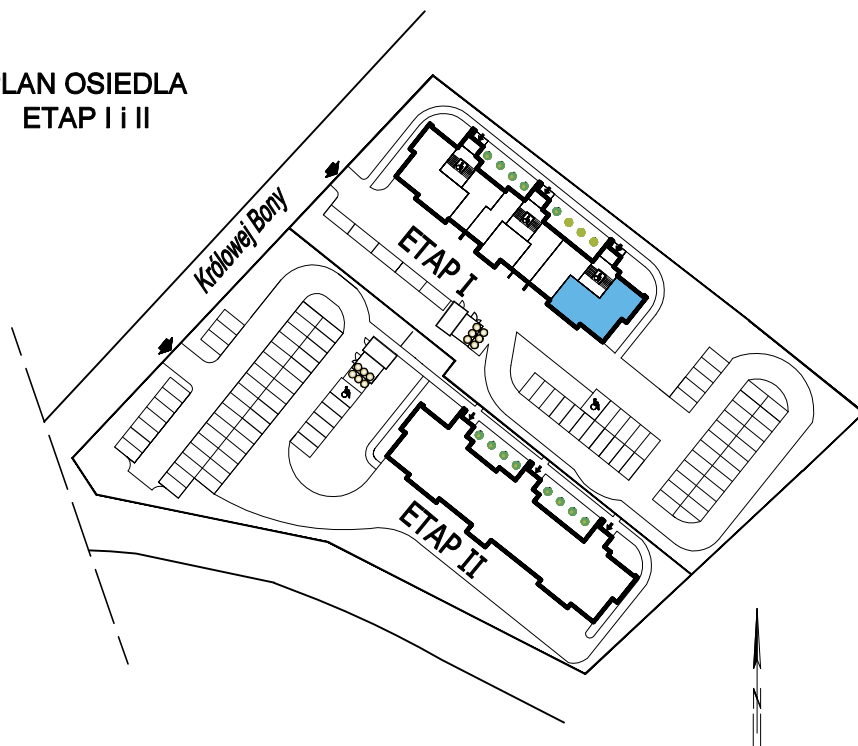 LAN OSIEDLA
ETAP I i II
Królowej Bony
ETAP I
ETAP II
N